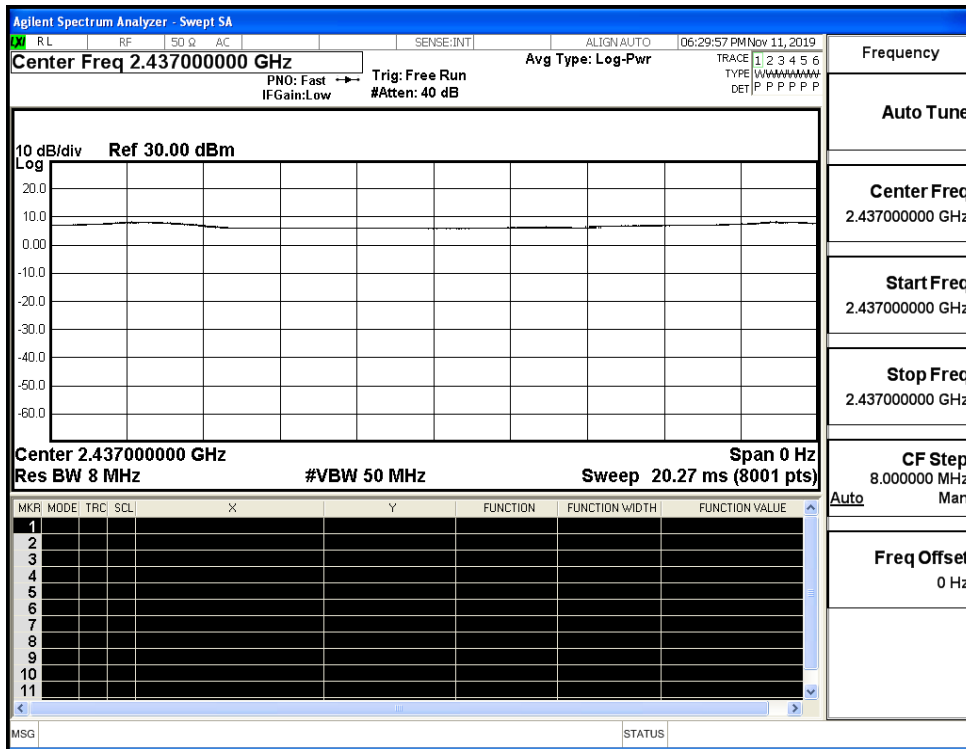 Agilent Spectrum Analyzer - Swept SA
LXI RL RF 50 Ω AC SENSE:INT ALIGNAUTO 06:29:57 PM Nov 11, 2019
Center Freq 2.437000000 GHz
PNO: Fast
IFGain:Low
Trig: Free Run
#Atten: 40 dB
Avg Type: Log-Pwr
TRACE 1 2 3 4 5 6
TYPE WWWWWW
DET P P P P P P
10 dB/div Ref 30.00 dBm
Log
20.0
10.0
0.00
-10.0
-20.0
-30.0
-40.0
-50.0
-60.0
Center 2.437000000 GHz Span 0 Hz
Res BW 8 MHz #VBW 50 MHz Sweep 20.27 ms (8001 pts)
MKR MODE TRC SCL X Y FUNCTION FUNCTION WIDTH FUNCTION VALUE
1
2
3
4
5
6
7
8
9
10
11
MSG STATUS
Frequency
Auto Tune
Center Freq
2.437000000 GHz
Start Freq
2.437000000 GHz
Stop Freq
2.437000000 GHz
CF Step
8.000000 MHz
Auto Man
Freq Offset
0 Hz